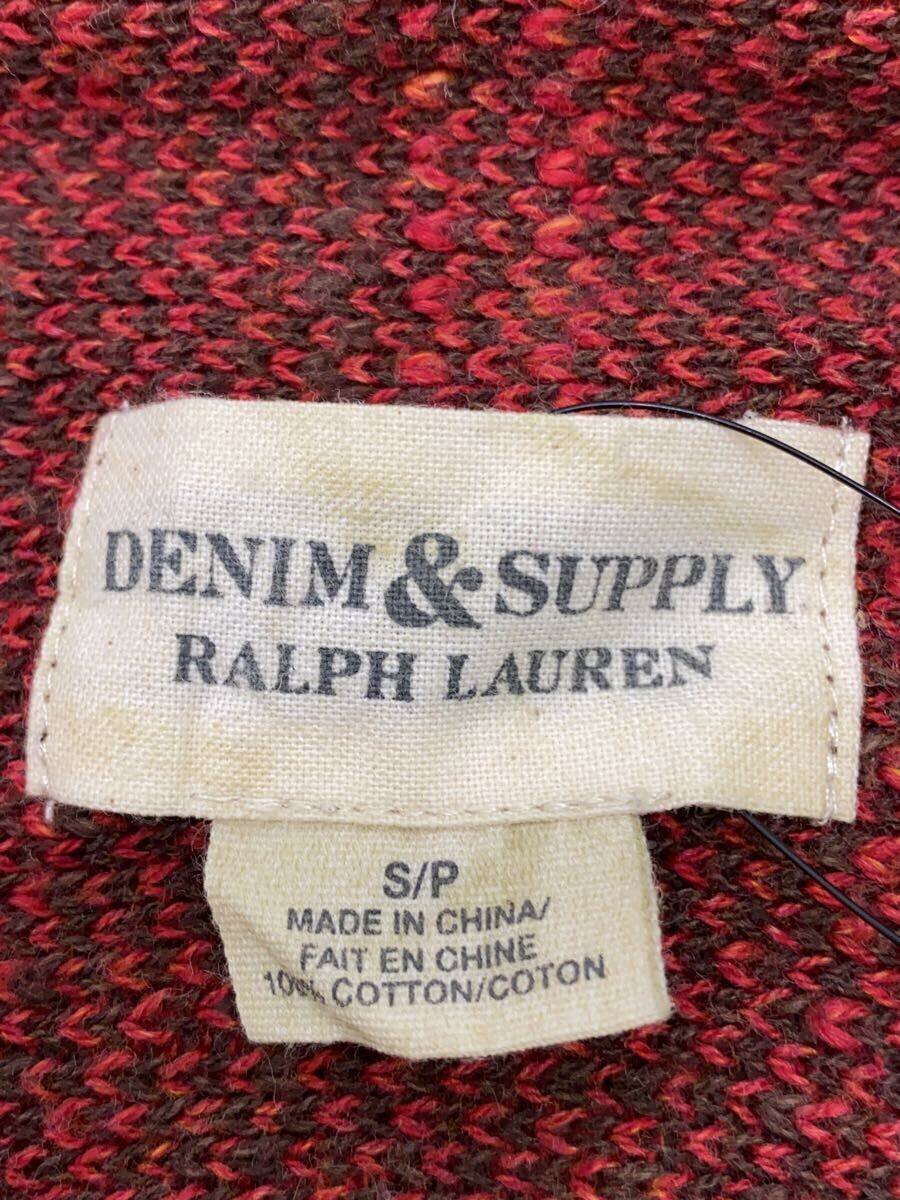 DENIM & SUPPLY
RALPH LAUREN
S/P
MADE IN CHINA/
FAIT EN CHINE
100% COTTON/COTON